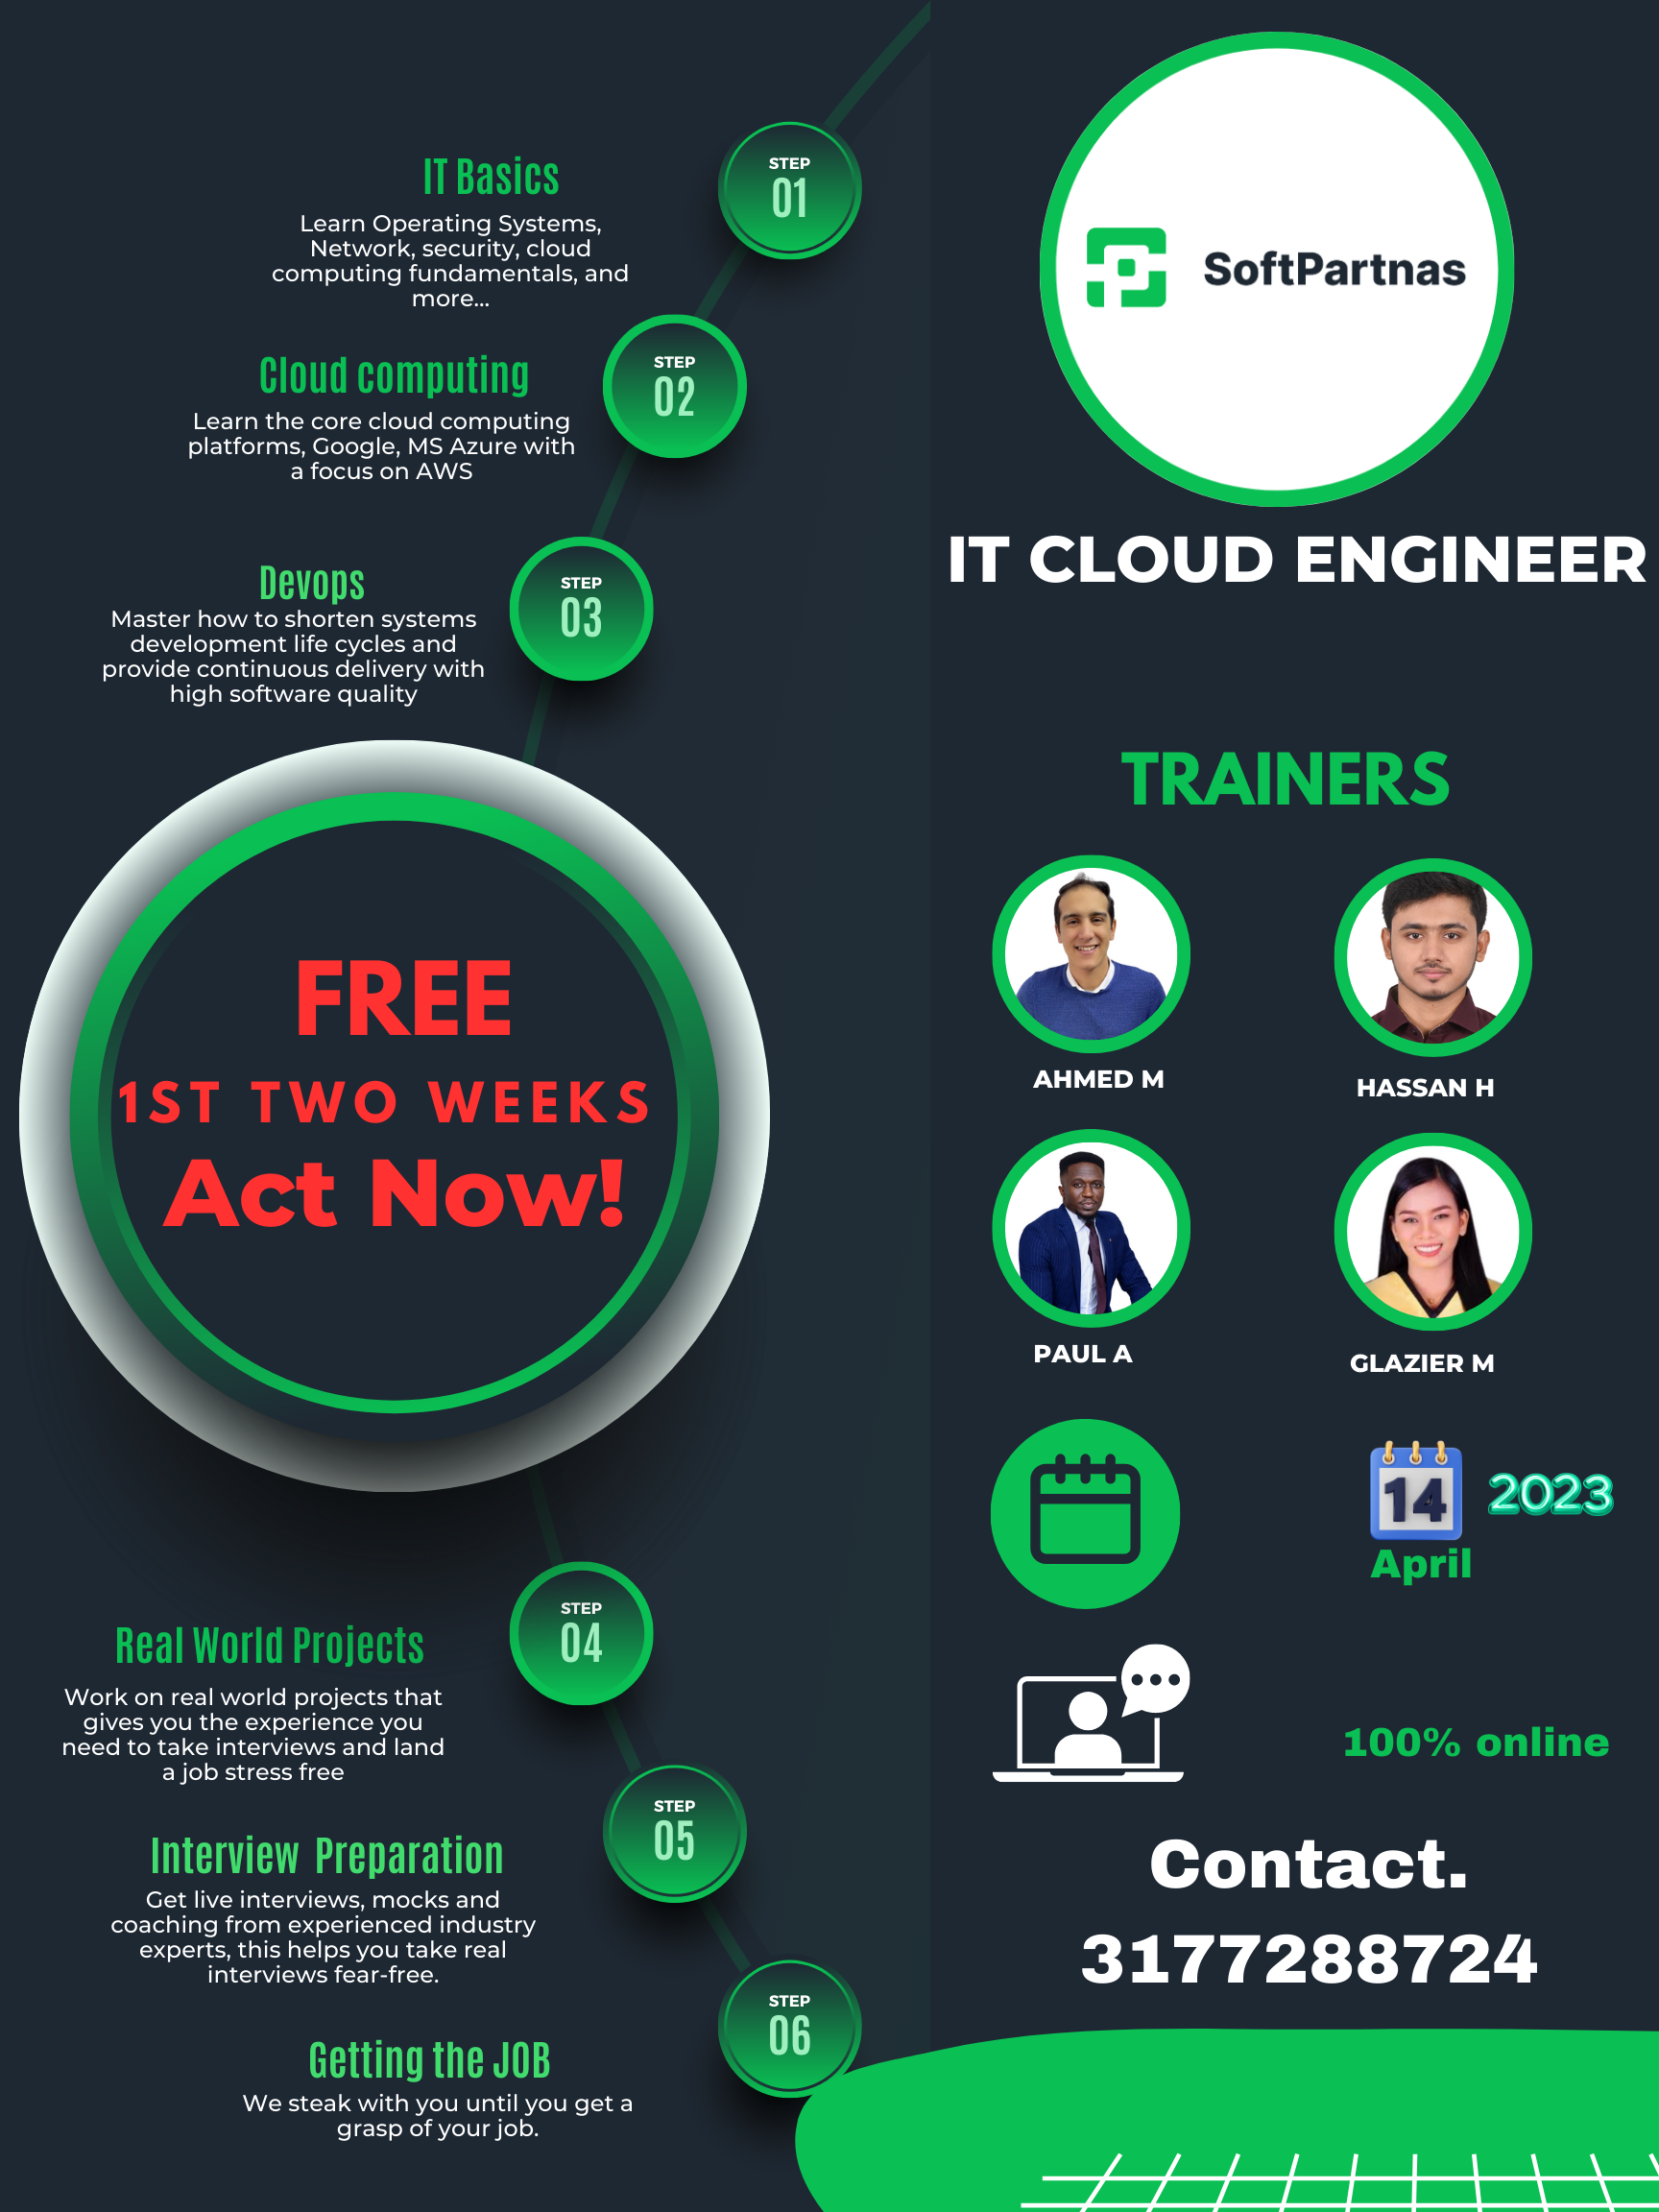 STEP
01
IT Basics
Learn Operating Systems,
Network, security, cloud
computing fundamentals, and
more...
STEP
02
Cloud computing
Learn the core cloud computing
platforms, Google, MS Azure with
a focus on AWS
STEP
03
Devops
Master how to shorten systems
development life cycles and
provide continuous delivery with
high software quality
FREE
1ST TWO WEEKS
Act Now!
STEP
04
Real World Projects
Work on real world projects that
gives you the experience you
need to take interviews and land
a job stress free
STEP
05
Interview Preparation
Get live interviews, mocks and
coaching from experienced industry
experts, this helps you take real
interviews fear-free.
STEP
06
Getting the JOB
We steak with you until you get a
grasp of your job.
SoftPartnas
IT CLOUD ENGINEER
TRAINERS
AHMED M
HASSAN H
PAUL A
GLAZIER M
14
2023
April
100% online
Contact.
3177288724